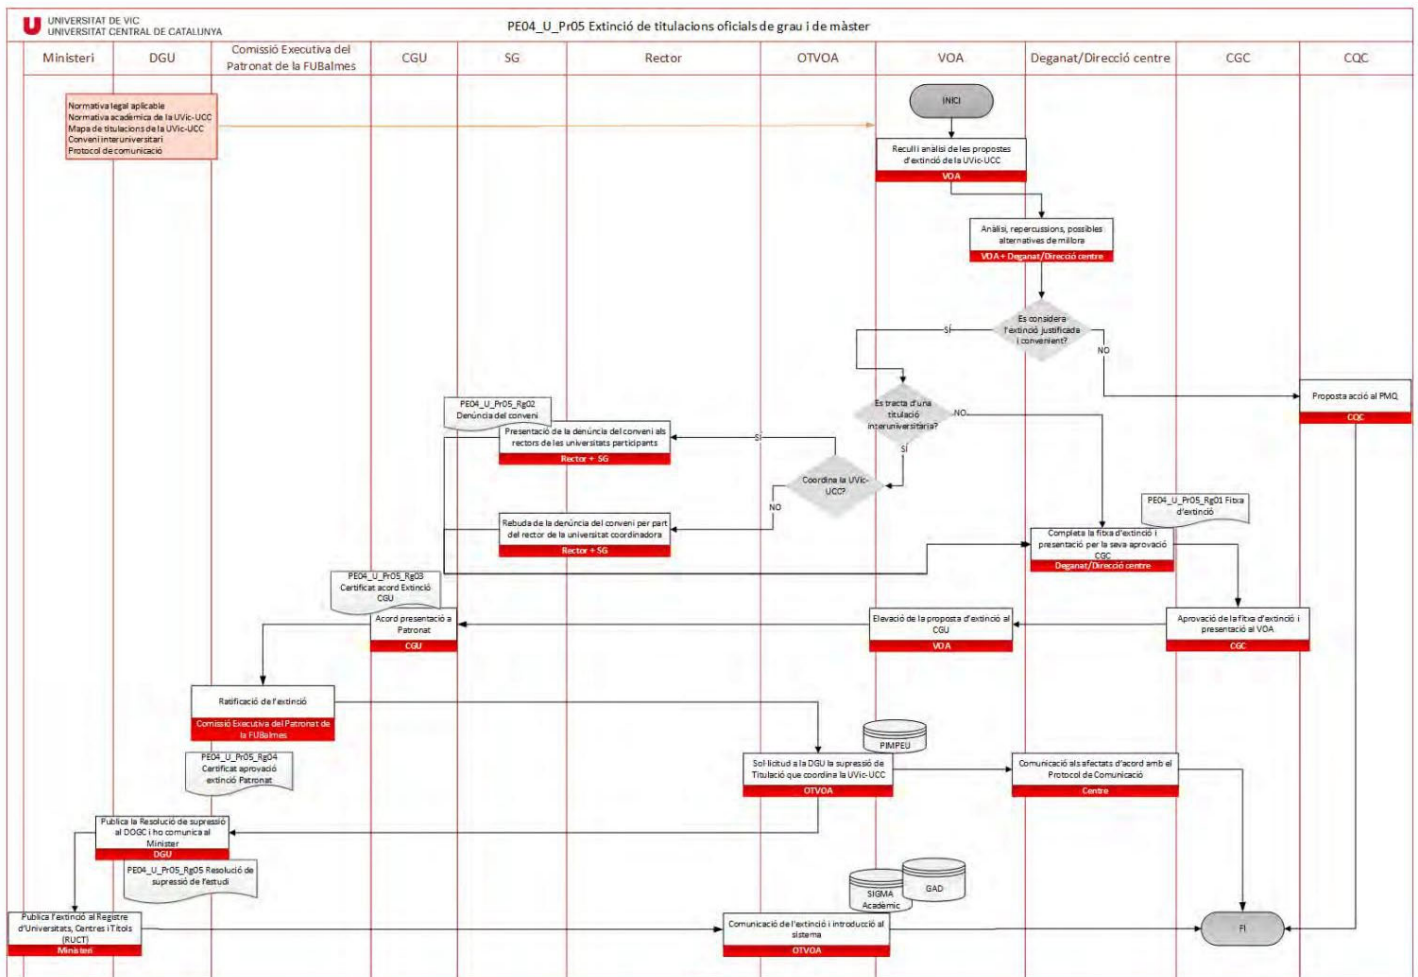 UNIVERSITAT DE VIC
UNIVERSITAT CENTRAL DE CATALUNYA
PE04_U_Pr05 Extinció de titulacions oficials de grau i de màster
Ministeri
DGU
Comissió Executiva del
Patronat de la FUBalmes
CGU
SG
Rector
OTVOA
VOA
Deganat/Direcció centre
CGC
CQC
Normativa legal aplicable
Normativa acadèmica de la UVic-UCC
Mapa de titulacions de la UVic-UCC
Conveni interuniversitari
Protocol de comunicació
INICI
Recull i anàlisi de les propostes
d'extinció de la UVic-UCC
VOA
Anàlisi, repercussions, possibles
alternatives de millora
VOA + Deganat/Direcció centre
Es considera
l'extinció justificada
i convenient?
SÍ
NO
Proposta acció al PMQ
CQC
Es tracta d'una
titulació
interuniversitària?
NO
SÍ
PE04_U_Pr05_Rg02
Denúncia del conveni
Presentació de la denúncia del conveni als
rectors de les universitats participants
Rector + SG
SÍ
Coordina la UVic-
UCC?
NO
Rebuda de la denúncia del conveni per part
del rector de la universitat coordinadora
Rector + SG
PE04_U_Pr05_Rg01 Fitxa
d'extinció
Completa la fitxa d'extinció i
presentació per la seva aprovació
CGC
Deganat/Direcció centre
PE04_U_Pr05_Rg03
Certificat acord Extinció
CGU
Acord presentació a
Patronat
CGU
Elevació de la proposta d'extinció al
CGU
VOA
Aprovació de la fitxa d'extinció i
presentació al VOA
CGC
Ratificació de l'extinció
Comissió Executiva del Patronat de
la FUBalmes
PE04_U_Pr05_Rg04
Certificat aprovació
extinció Patronat
PIMPEU
Sol·licitud a la DGU la supressió de
Titulació que coordina la UVic-UCC
OTVOA
Comunicació als afectats d'acord amb el
Protocol de Comunicació
Centre
Publica la Resolució de supressió
al DOGC i ho comunica al
Minister
DGU
PE04_U_Pr05_Rg05 Resolució de
supressió de l'estudi
SIGMA
Acadèmic
GAD
Publica l'extinció al Registre
d'Universitats, Centres i Títols
(RUCT)
Ministeri
Comunicació de l'extinció i introducció al
sistema
OTVOA
FI